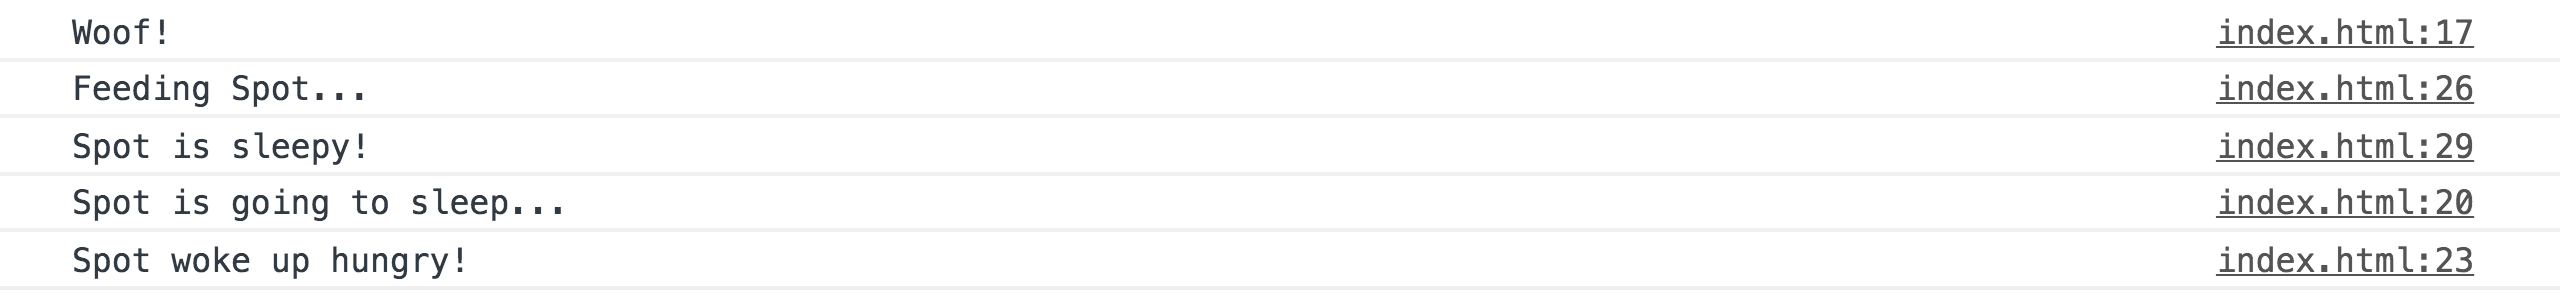 Woof! index.html:17
Feeding Spot... index.html:26
Spot is sleepy! index.html:29
Spot is going to sleep... index.html:20
Spot woke up hungry! index.html:23